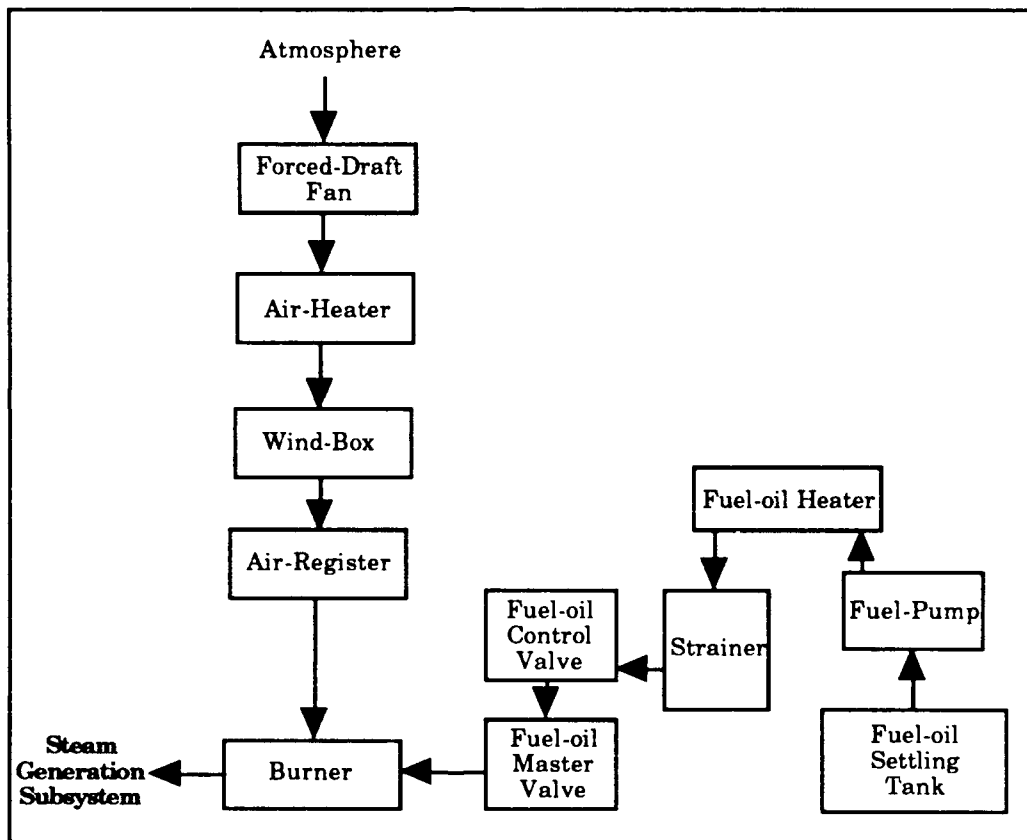 Atmosphere
Forced-Draft
Fan
Air-Heater
Wind-Box
Air-Register
Burner
Steam
Generation
Subsystem
Fuel-oil
Control
Valve
Fuel-oil
Master
Valve
Strainer
Fuel-oil Heater
Fuel-Pump
Fuel-oil
Settling
Tank